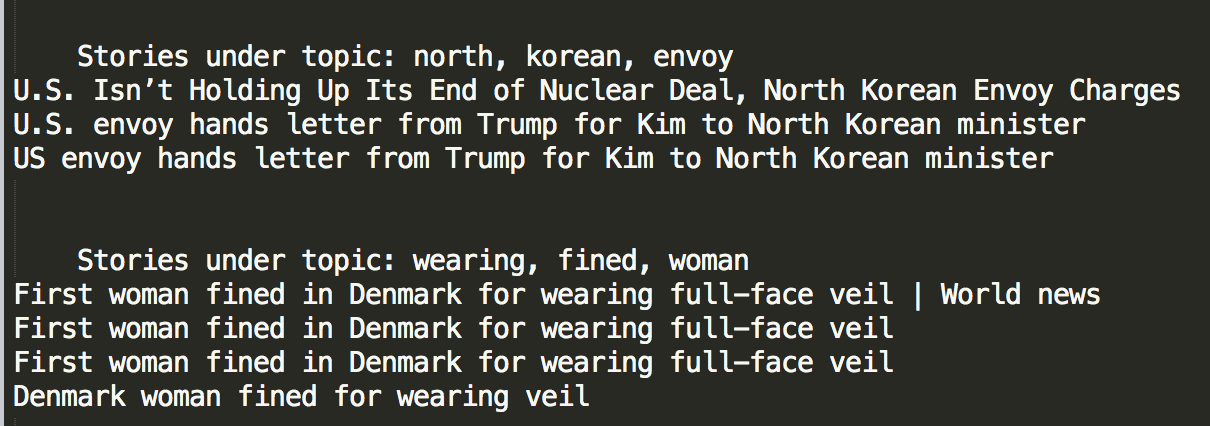 Stories under topic: north, korean, envoy
U.S. Isn’t Holding Up Its End of Nuclear Deal, North Korean Envoy Charges
U.S. envoy hands letter from Trump for Kim to North Korean minister
US envoy hands letter from Trump for Kim to North Korean minister
Stories under topic: wearing, fined, woman
First woman fined in Denmark for wearing full-face veil | World news
First woman fined in Denmark for wearing full-face veil
First woman fined in Denmark for wearing full-face veil
Denmark woman fined for wearing veil